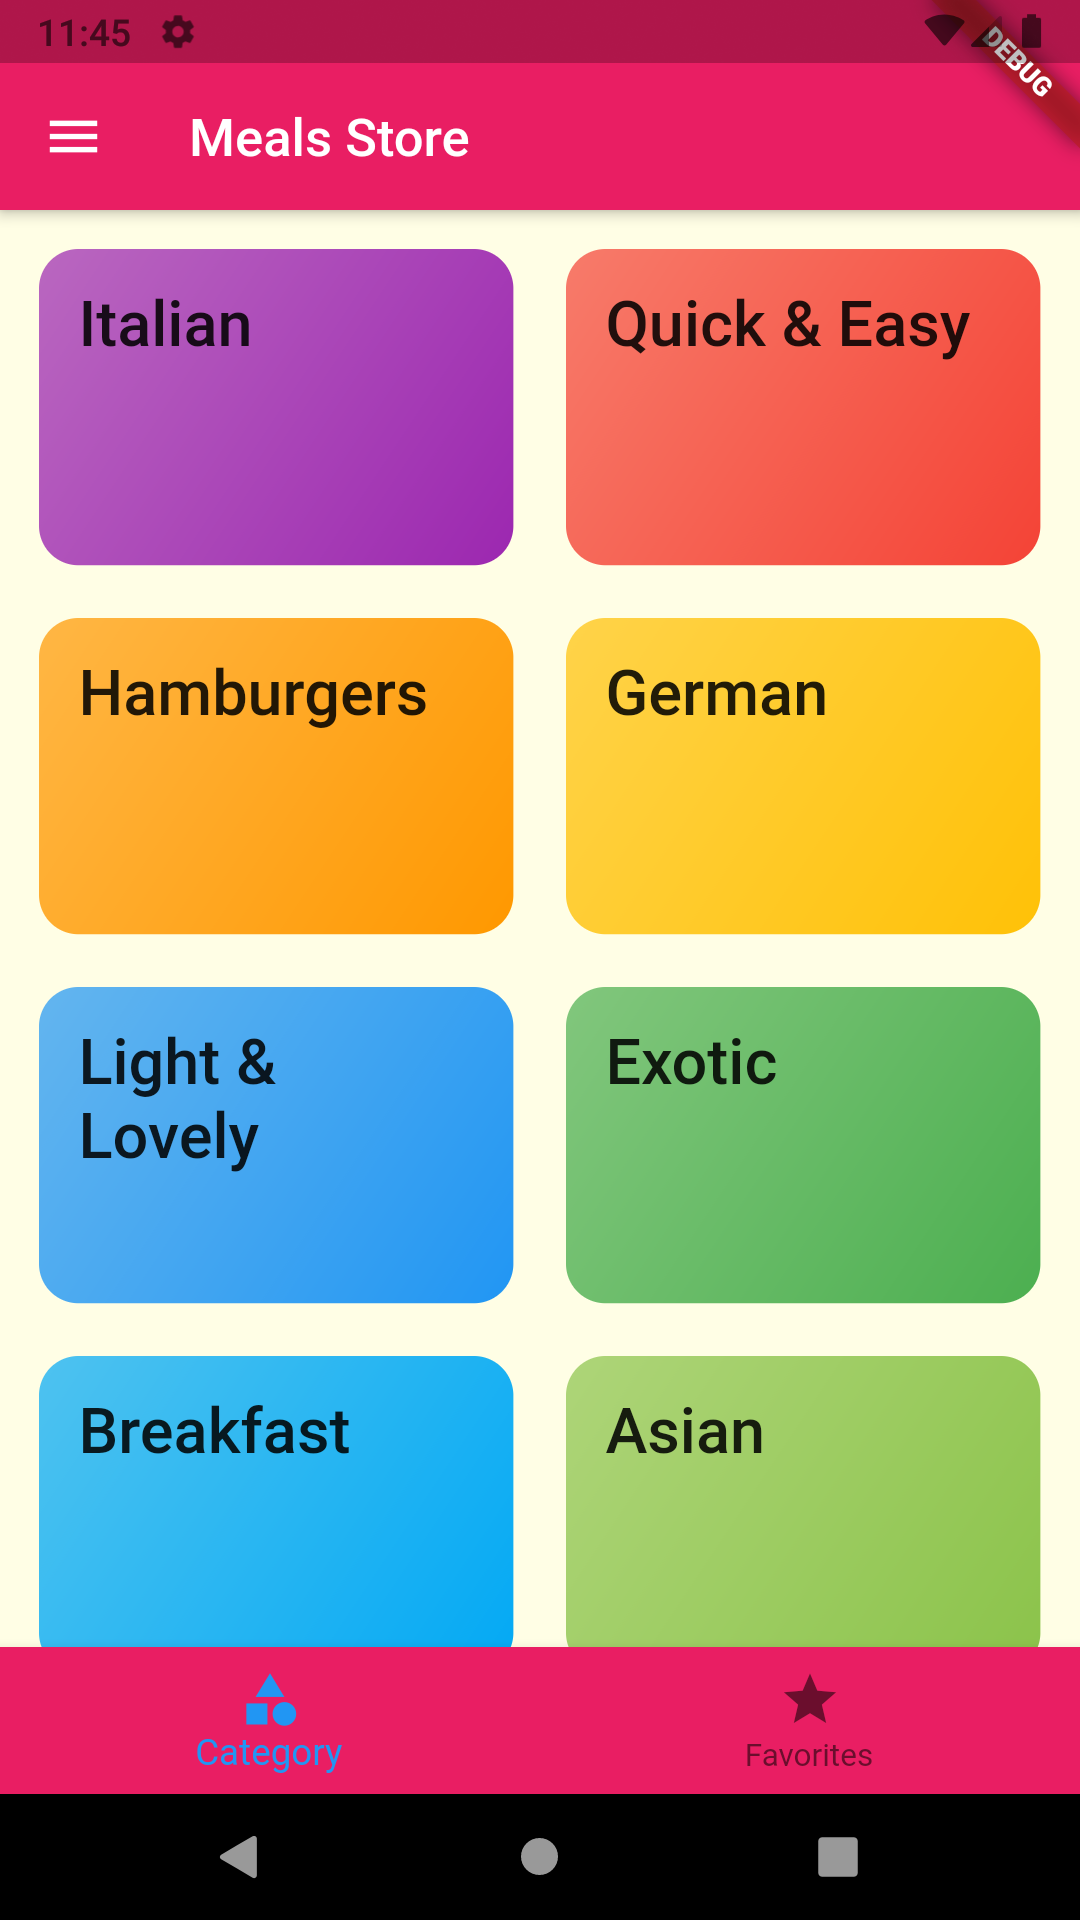 11:45
DEBUG
Meals Store
Italian
Quick & Easy
Hamburgers
German
Light &
Lovely
Exotic
Breakfast
Asian
Category
Favorites